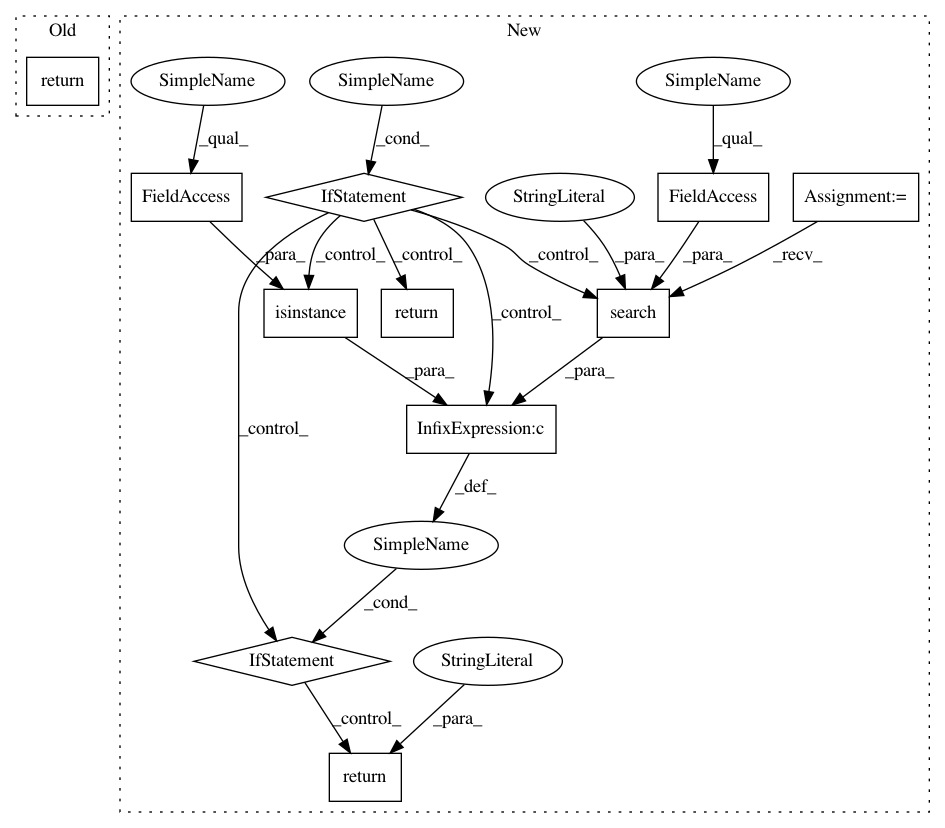 Old
New
return
SimpleName
SimpleName
SimpleName
_qual_
_cond_
_qual_
FieldAccess
IfStatement
StringLiteral
FieldAccess
Assignment:=
_para_
_control_
_control_
_control_
_para_
_para_
_recv_
isinstance
return
search
_control_
_para_
_para_
_control_
InfixExpression:c
_def_
SimpleName
_cond_
IfStatement
StringLiteral
_control_
_para_
return